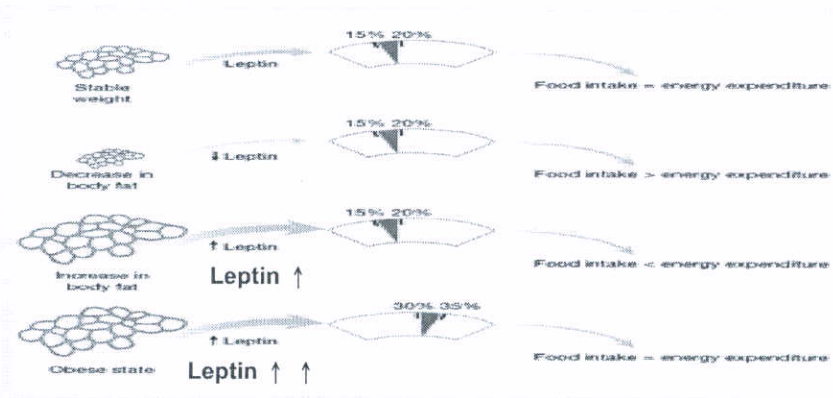 15% 20%
Leptin
Stable
weight
Food intake = energy expenditure
15% 20%
↓ Leptin
Decrease in
body fat
Food intake > energy expenditure
15% 20%
↑ Leptin
Leptin ↑
Increase in
body fat
Food intake < energy expenditure
30% 35%
↑ Leptin
Leptin ↑ ↑
Obese state
Food intake = energy expenditure